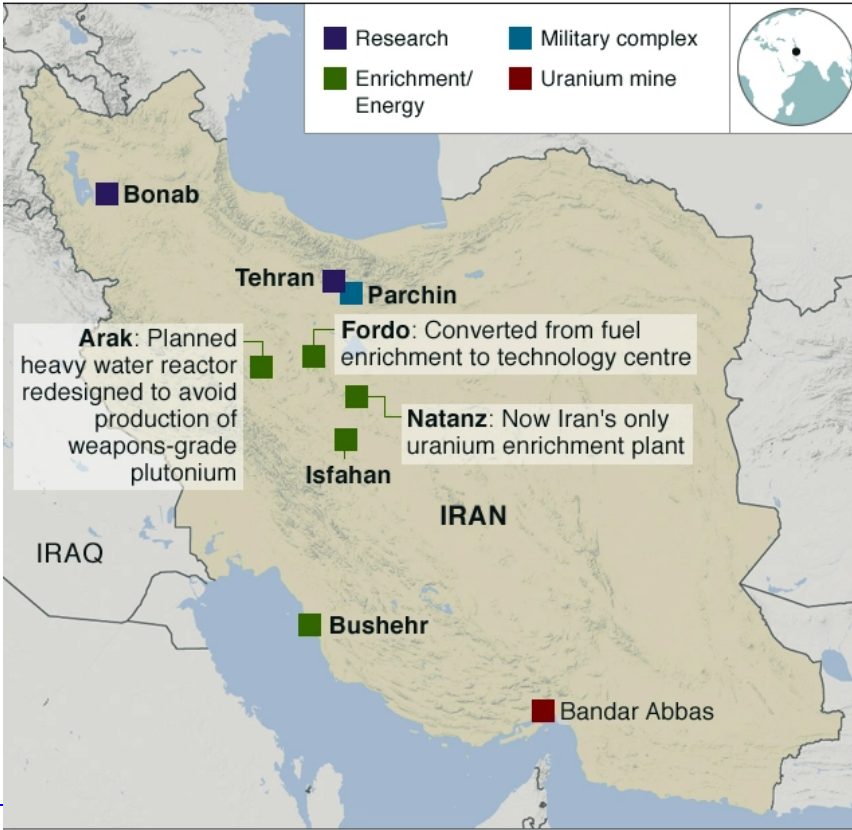 Research
Military complex
Enrichment/
Energy
Uranium mine
Bonab
Tehran
Parchin
Arak: Planned
heavy water reactor
redesigned to avoid
production of
weapons-grade
plutonium
Fordo: Converted from fuel
enrichment to technology centre
Natanz: Now Iran's only
uranium enrichment plant
Isfahan
IRAN
IRAQ
Bushehr
Bandar Abbas